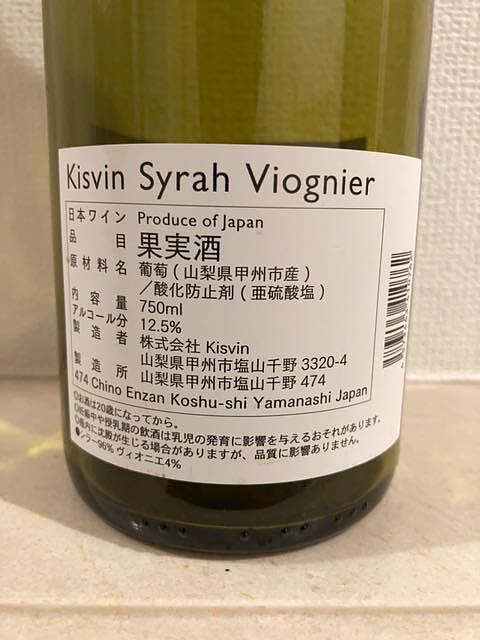 Kisvin Syrah Viognier
日本ワイン Produce of Japan
品目 果実酒
原材料名 葡萄(山梨県甲州市産)
/酸化防止剤(亜硫酸塩)
内容量 750ml
アルコール分 12.5%
製造者 株式会社 Kisvin
山梨県甲州市塩山千野 3320-4
製造所 山梨県甲州市塩山千野 474
474 Chino Enzan Koshu-shi Yamanashi Japan
○お酒は20歳になってから。
○妊娠中や授乳期の飲酒は乳児の発育に影響を与えるおそれがあります。
○瓶内に沈殿が生じる場合がありますが、品質に影響ありません。
●シラー96% ヴィオニエ4%